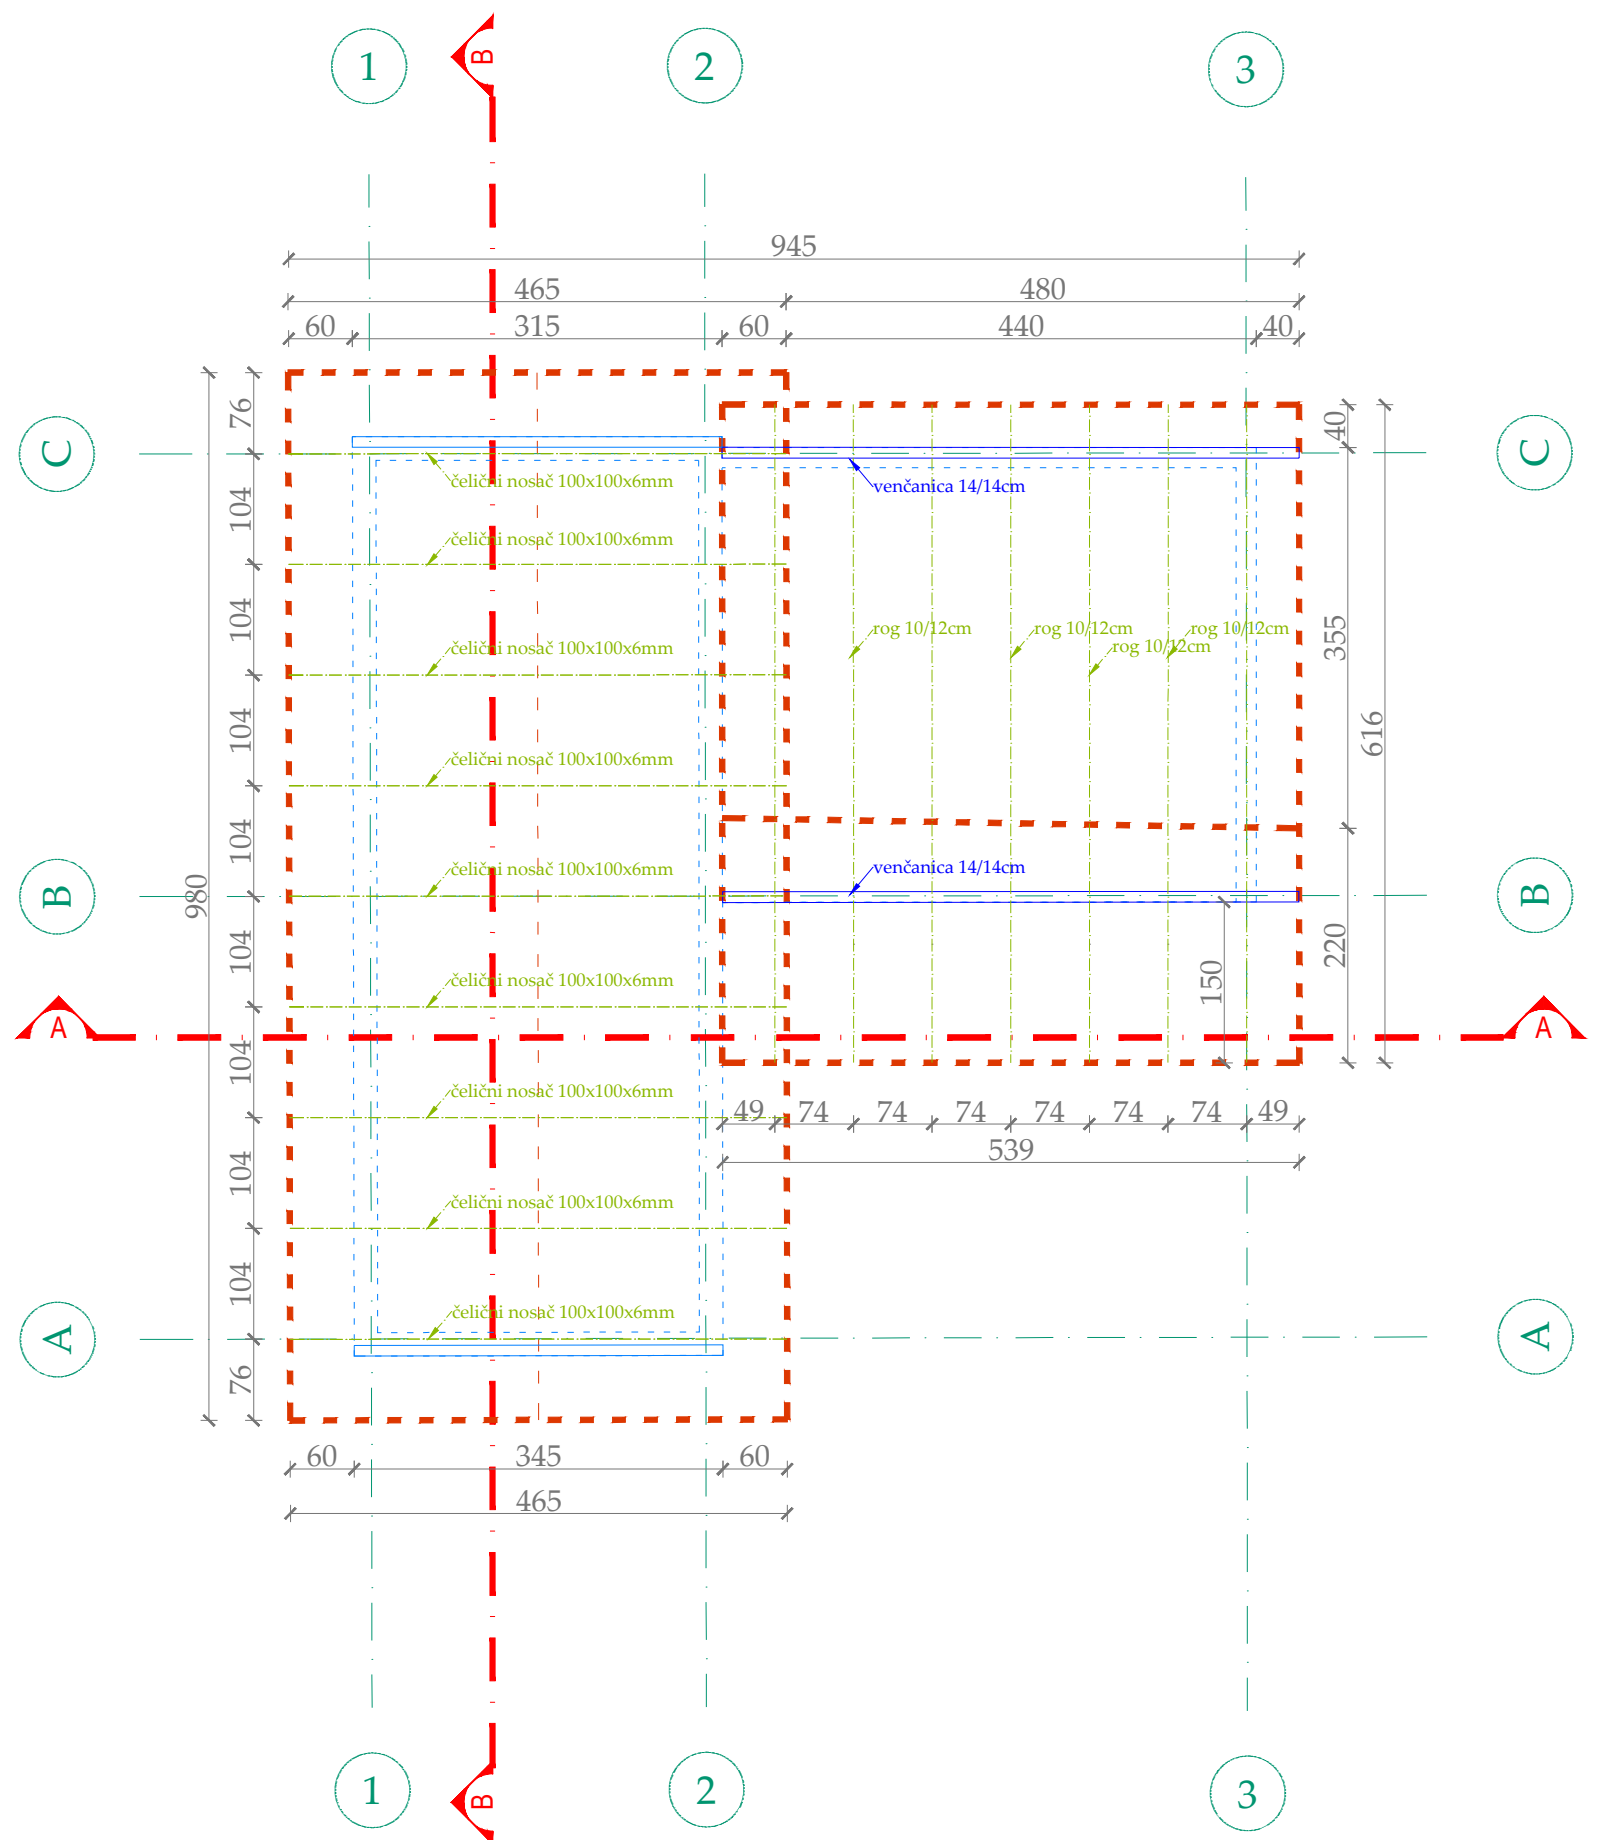 1
B
2
3
945
465
480
60
315
60
440
40
76
40
C
C
čelični nosač 100x100x6mm
venčanica 14/14cm
104
čelični nosač 100x100x6mm
104
rog 10/12cm
rog 10/12cm
rog 10/12cm
rog 10/12cm
355
čelični nosač 100x100x6mm
104
616
čelični nosač 100x100x6mm
104
čelični nosač 100x100x6mm
venčanica 14/14cm
980
B
B
104
220
150
čelični nosač 100x100x6mm
A
A
104
čelični nosač 100x100x6mm
49
74
74
74
74
74
74
49
539
104
čelični nosač 100x100x6mm
104
čelični nosač 100x100x6mm
A
A
76
60
345
60
465
1
B
2
3